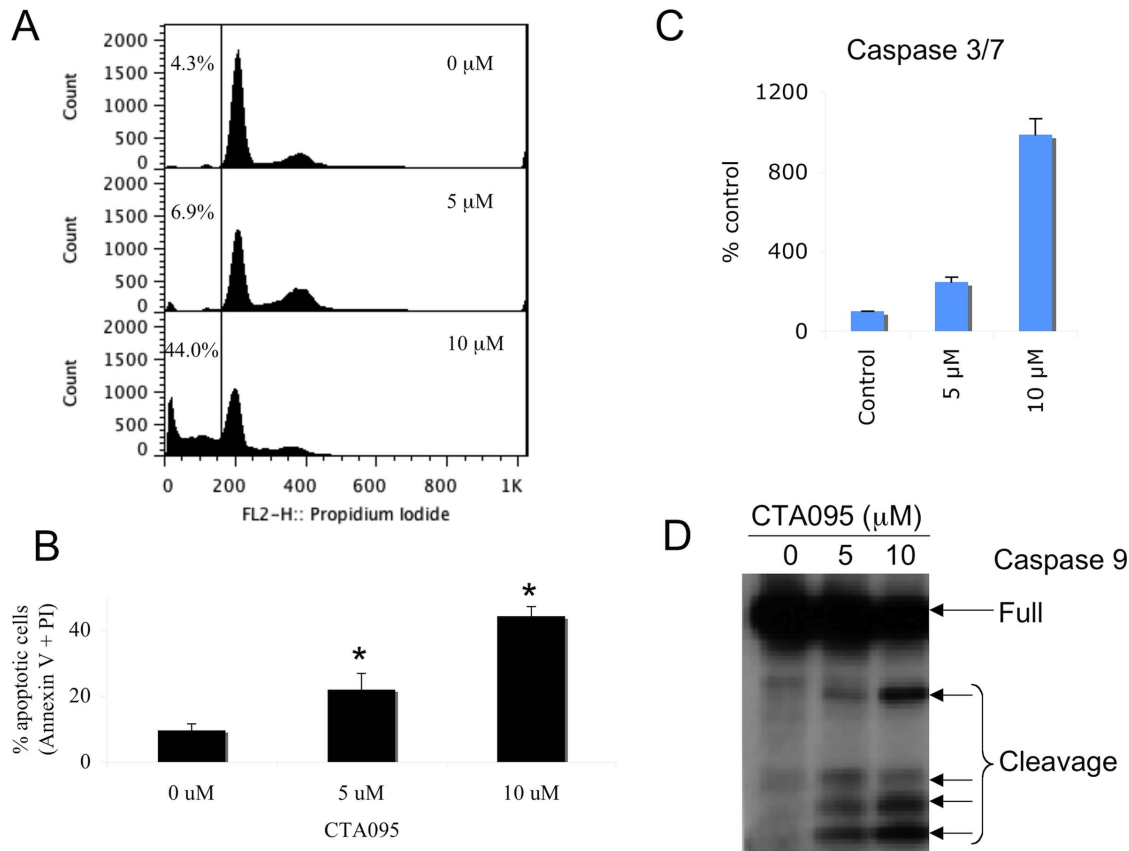 A
2000
1500
1000
500
0
Count
4.3%
0 μM
2000
1500
1000
500
0
Count
6.9%
5 μM
2000
1500
1000
500
0
Count
44.0%
10 μM
0 200 400 600 800 1K
FL2-H:: Propidium Iodide
B
% apoptotic cells
(Annexin V + PI)
40
20
0
*
*
0 uM 5 uM 10 uM
CTA095
C
Caspase 3/7
% control
1200
800
400
0
Control
5 μM
10 μM
D
CTA095 (μM)
0 5 10
Caspase 9
Full
Cleavage